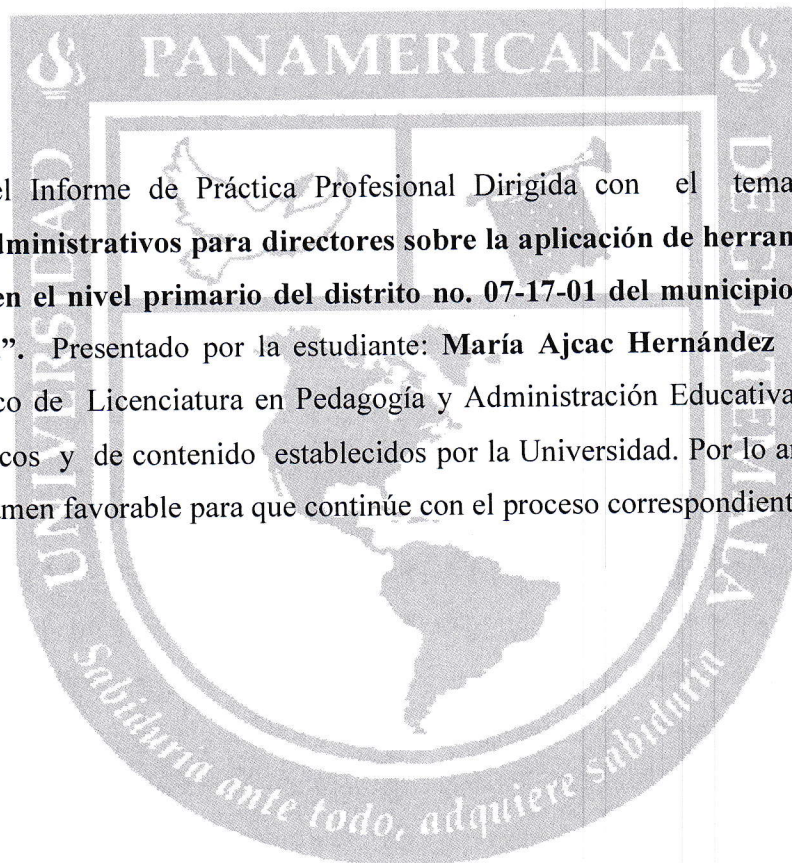 PANAMERICANA
UNIVERSIDAD
DE GUATEMALA
el Informe de Práctica Profesional Dirigida con el tema
dministrativos para directores sobre la aplicación de herran
en el nivel primario del distrito no. 07-17-01 del municipio
”. Presentado por la estudiante: María Ajcac Hernández
co de Licenciatura en Pedagogía y Administración Educativa
cos y de contenido establecidos por la Universidad. Por lo an
men favorable para que continúe con el proceso correspondient
Sabiduría ante todo, adquiere sabiduría